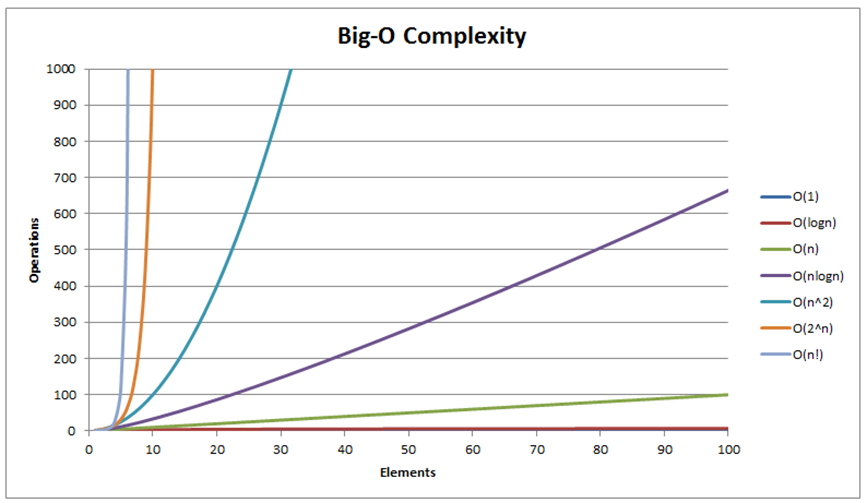 Big-O Complexity
1000
900
800
700
600
500
400
300
200
100
0
Operations
0 10 20 30 40 50 60 70 80 90 100
Elements
O(1)
O(logn)
O(n)
O(nlogn)
O(n^2)
O(2^n)
O(n!)